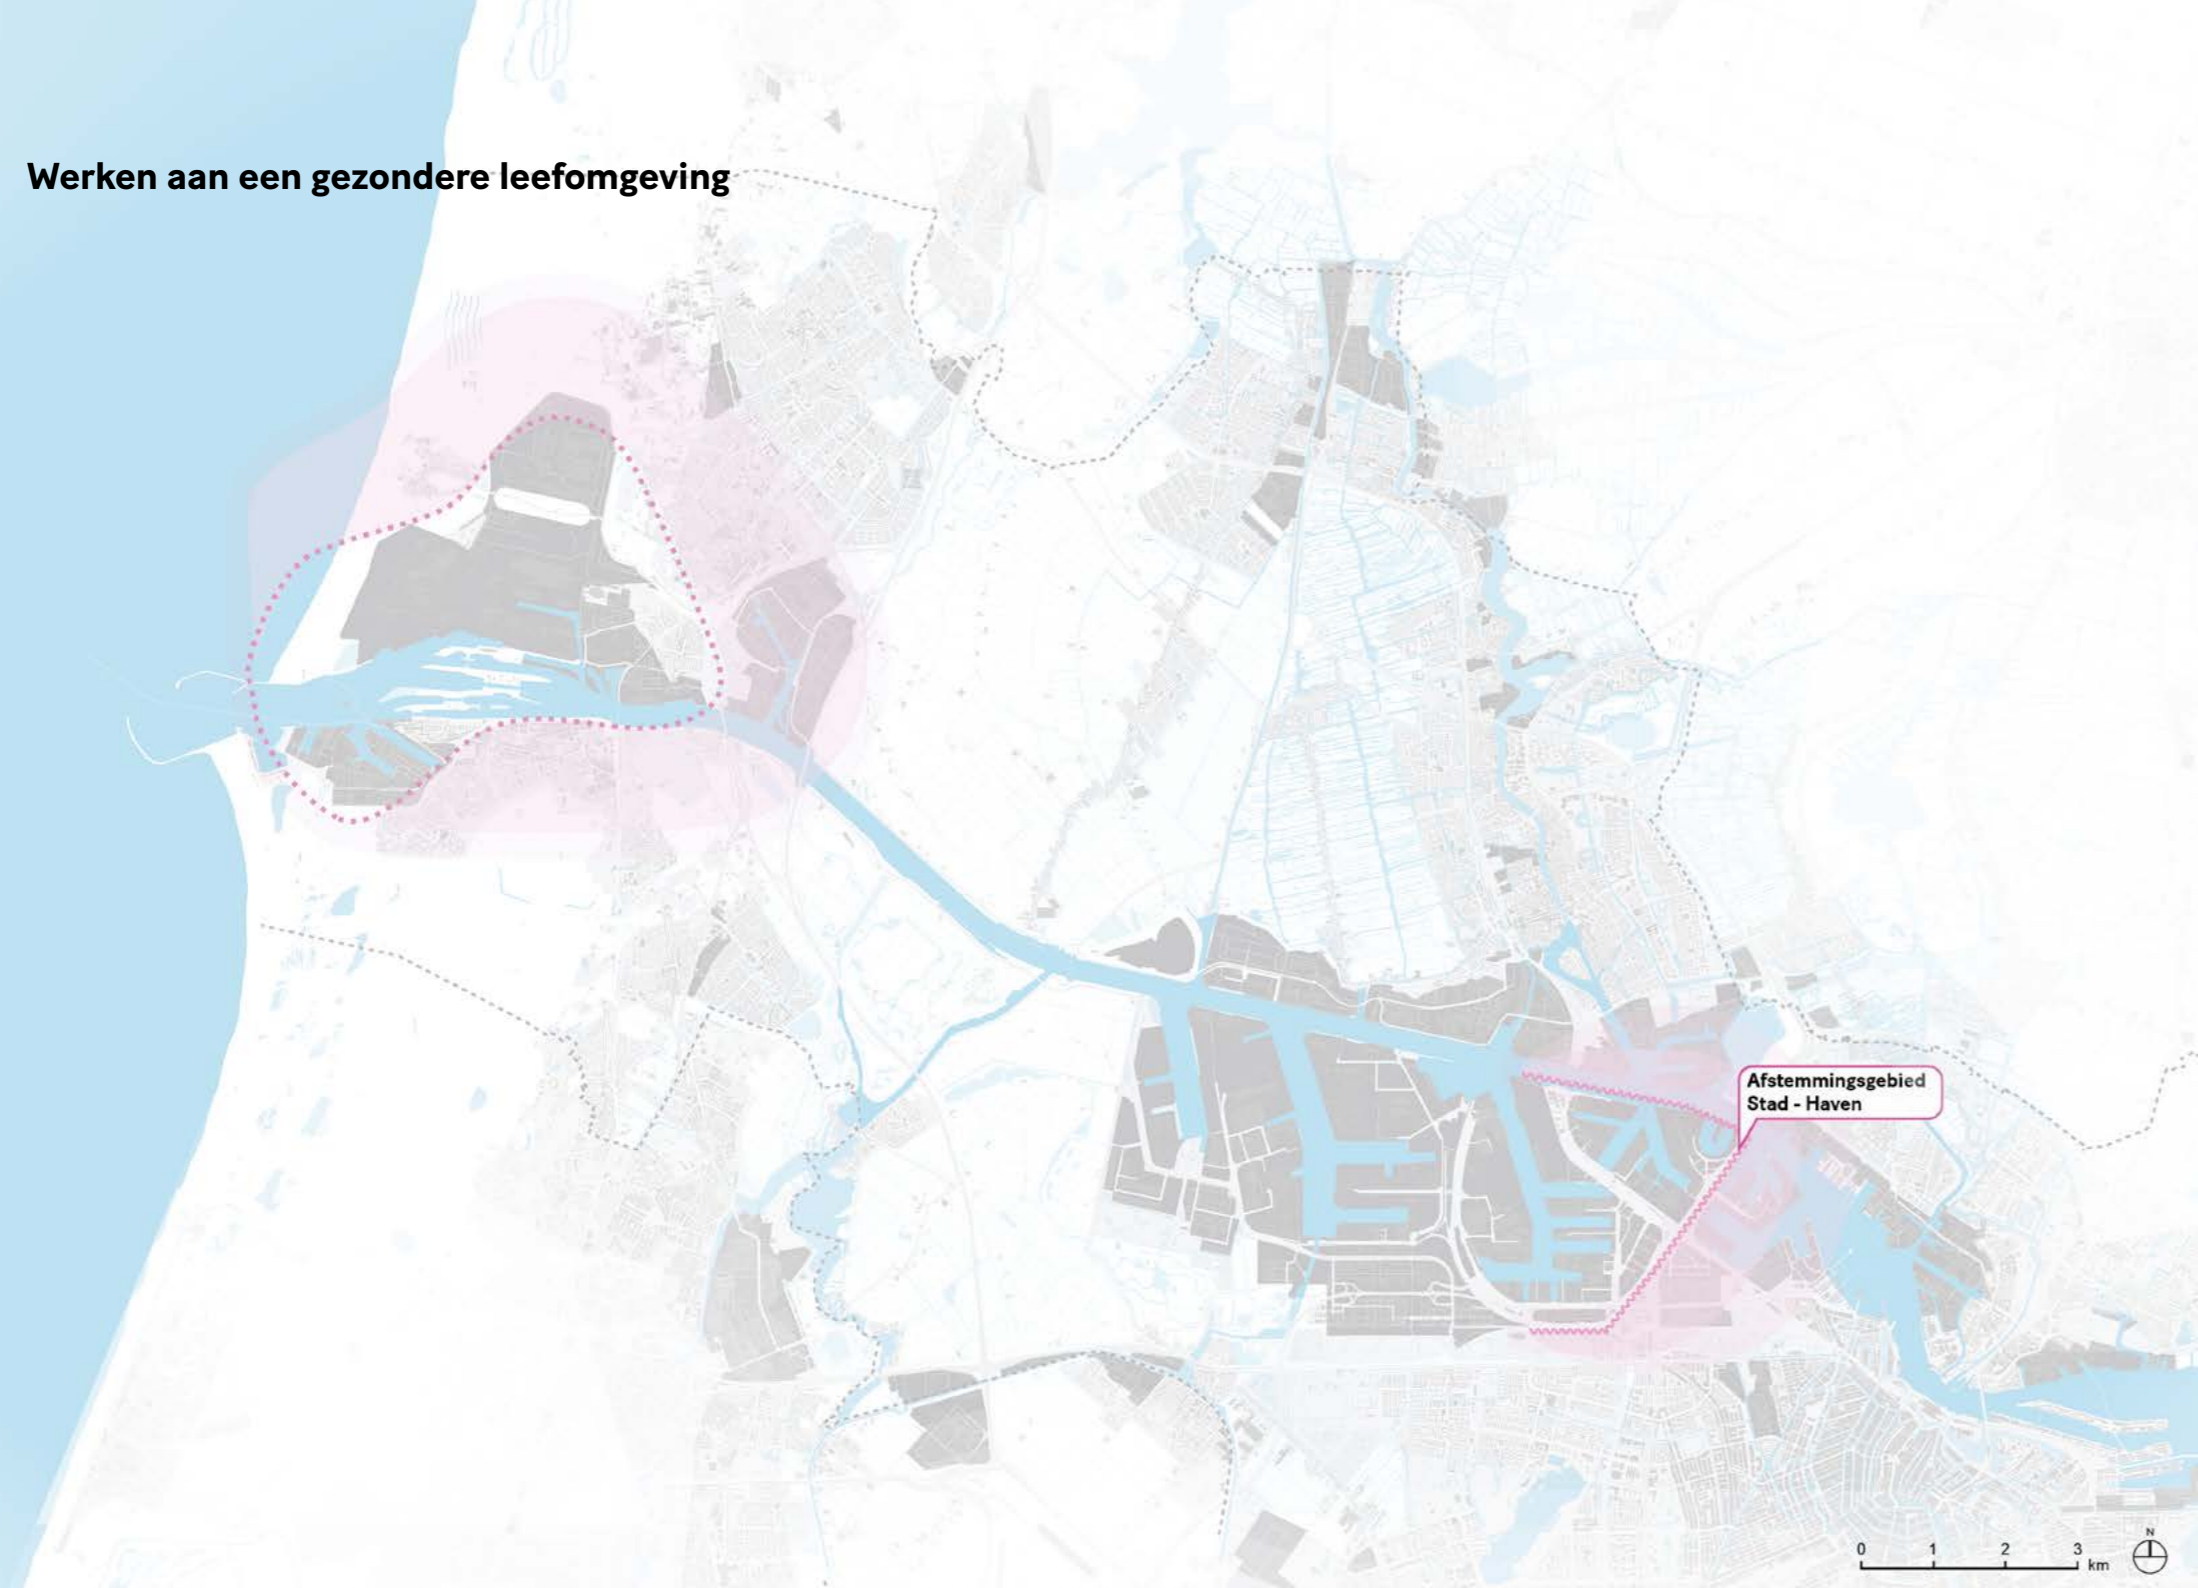 Werken aan een gezondere leefomgeving
Afstemmingsgebied
Stad - Haven
N
0 1 2 3
km